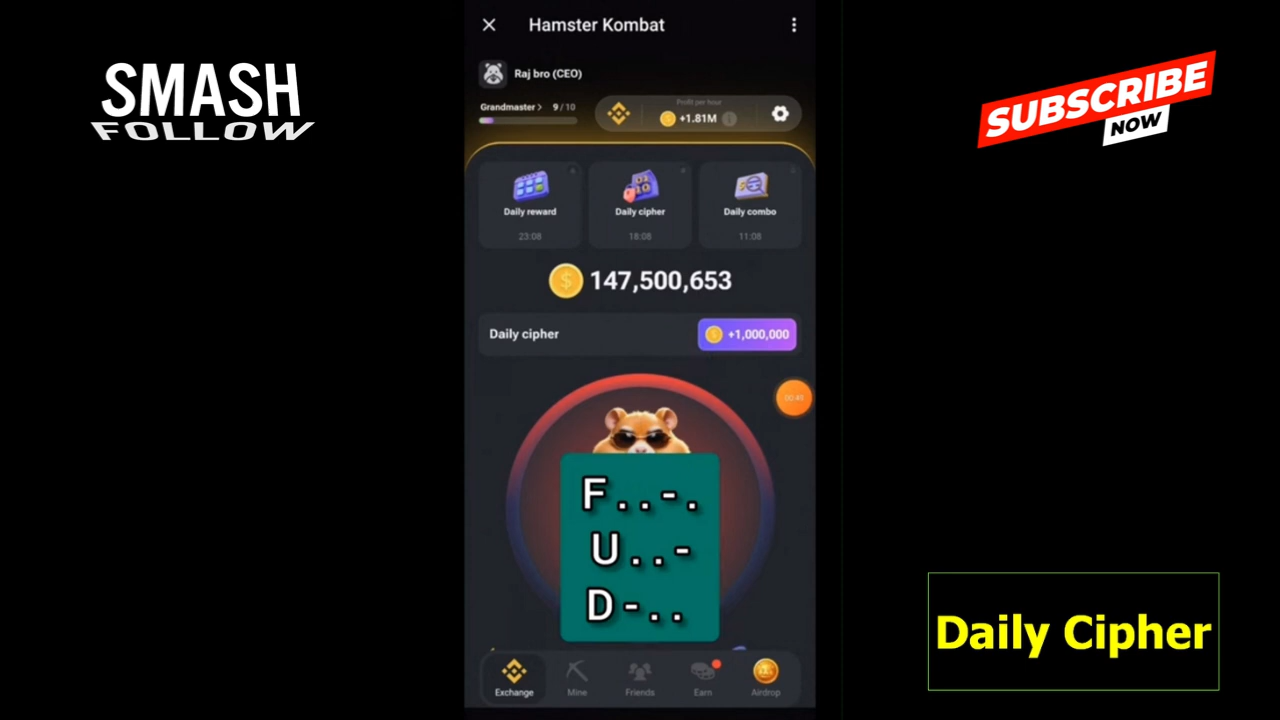 SMASH
FOLLOW
SUBSCRIBE
NOW
Hamster Kombat
Raj bro (CEO)
Grandmaster > 9 / 10
Profit per hour
+1.81M
Daily reward
23:08
Daily cipher
18:08
Daily combo
11:08
147,500,653
Daily cipher
+1,000,000
F..-.
U..-
D-..
Exchange
Mine
Friends
Earn
Airdrop
Daily Cipher